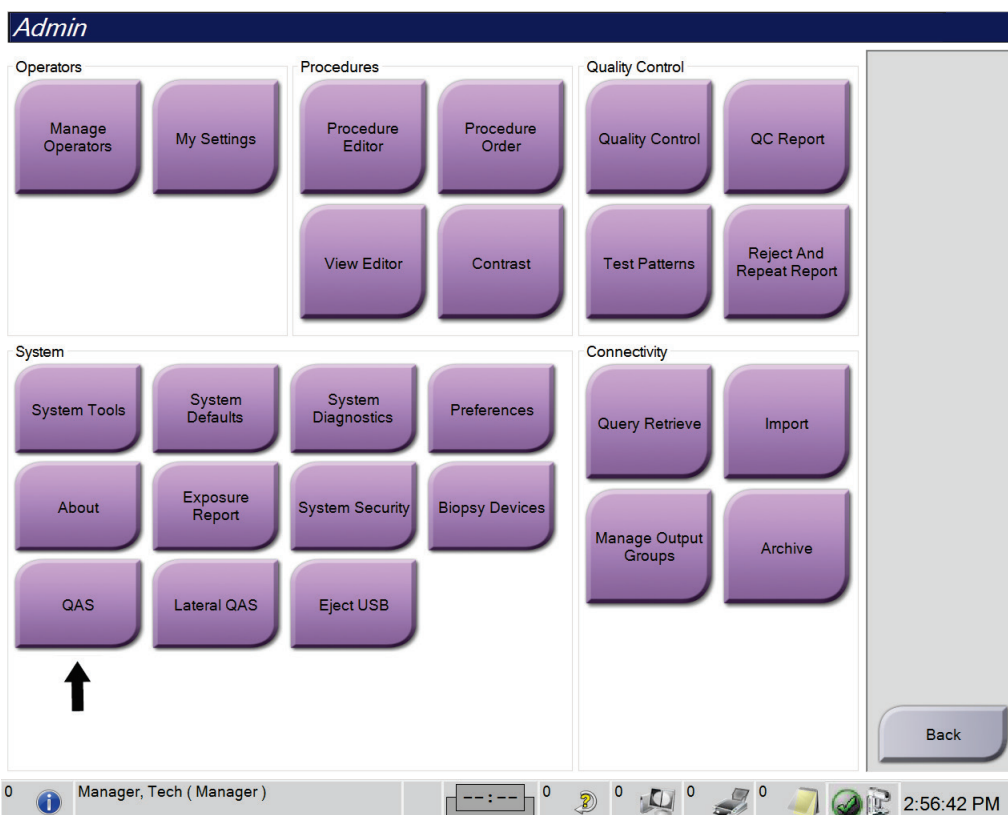 Admin
Operators
Manage
Operators
My Settings
Procedures
Procedure
Editor
Procedure
Order
View Editor
Contrast
Quality Control
Quality Control
QC Report
Test Patterns
Reject And
Repeat Report
System
System Tools
System
Defaults
System
Diagnostics
Preferences
About
Exposure
Report
System Security
Biopsy Devices
QAS
Lateral QAS
Eject USB
Connectivity
Query Retrieve
Import
Manage Output
Groups
Archive
Back
0
Manager, Tech ( Manager )
--:--
0
0
0
0
2:56:42 PM